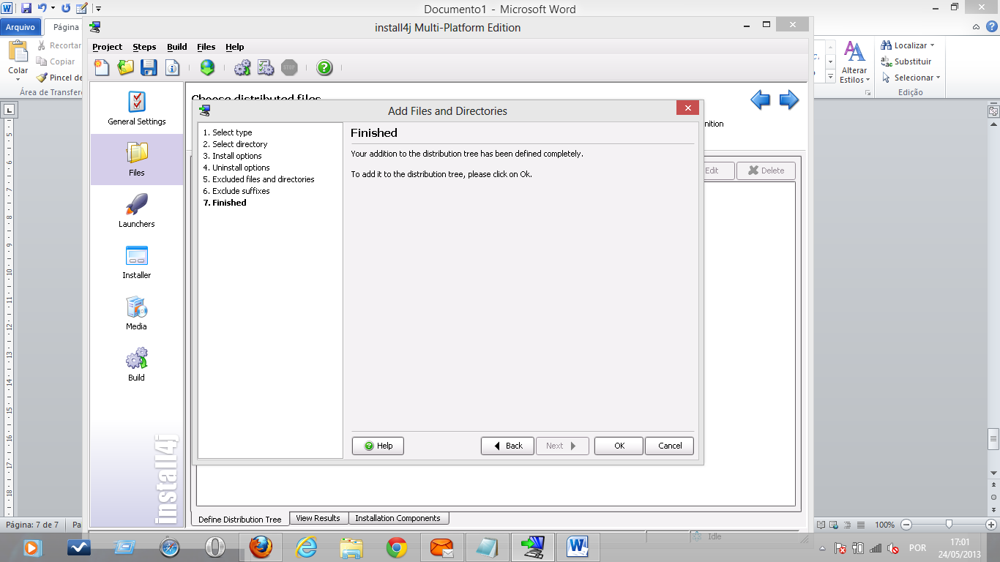 Documento1 - Microsoft Word
Arquivo
Página
Recortar
Copiar
Pincel de
Colar
Área de Transfer
Localizar
Substituir
Selecionar
Alterar
Estilos
Edição
install4j Multi-Platform Edition
Project Steps Build Files Help
STOP
General Settings
Files
Launchers
Installer
Media
Build
install4j
Choose distributed files
nition
Edit
Delete
Add Files and Directories
1. Select type
2. Select directory
3. Install options
4. Uninstall options
5. Excluded files and directories
6. Exclude suffixes
7. Finished
Finished
Your addition to the distribution tree has been defined completely.
To add it to the distribution tree, please click on Ok.
Help
Back
Next
OK
Cancel
Define Distribution Tree
View Results
Installation Components
Idle
Página: 7 de 7
Pa
100%
POR
17:01
24/05/2013